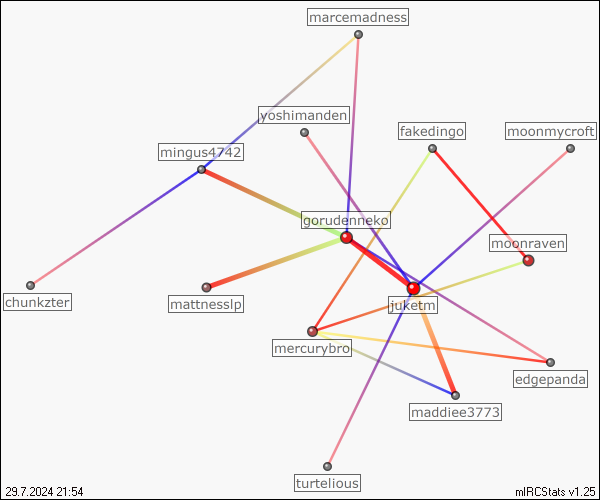 marcemadness
yoshimanden
fakedingo
moonmycroft
mingus4742
gorudenneko
moonraven
chunkzter
mattnesslp
juketm
mercurybro
edgepanda
maddiee3773
turtelious
29.7.2024 21:54
mIRCStats v1.25